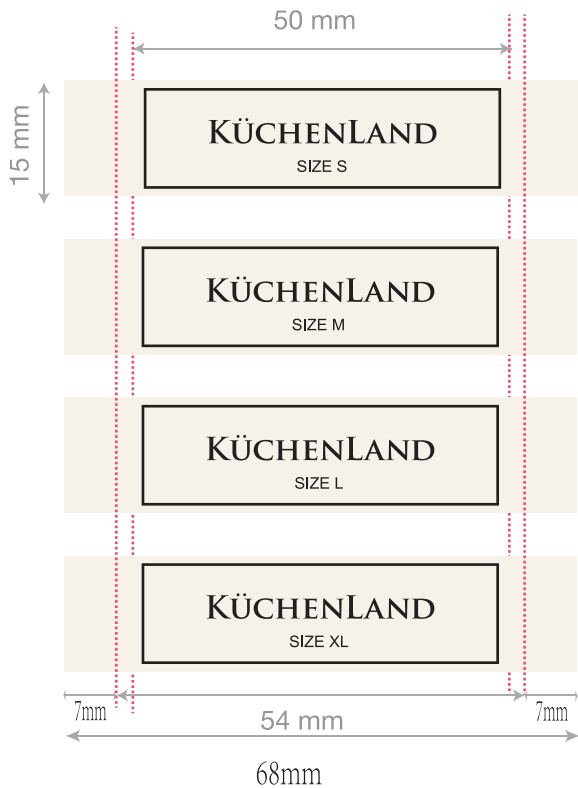 50 mm
15 mm
KÜCHENLAND
SIZE S
KÜCHENLAND
SIZE M
KÜCHENLAND
SIZE L
KÜCHENLAND
SIZE XL
7mm
54 mm
7mm
68mm